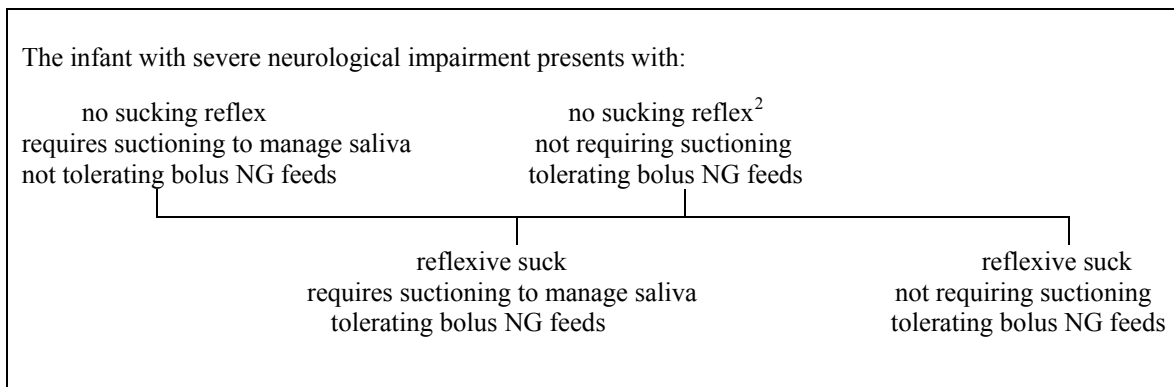 The infant with severe neurological impairment presents with:
no sucking reflex
requires suctioning to manage saliva
not tolerating bolus NG feeds
no sucking reflex²
not requiring suctioning
tolerating bolus NG feeds
reflexive suck
requires suctioning to manage saliva
tolerating bolus NG feeds
reflexive suck
not requiring suctioning
tolerating bolus NG feeds